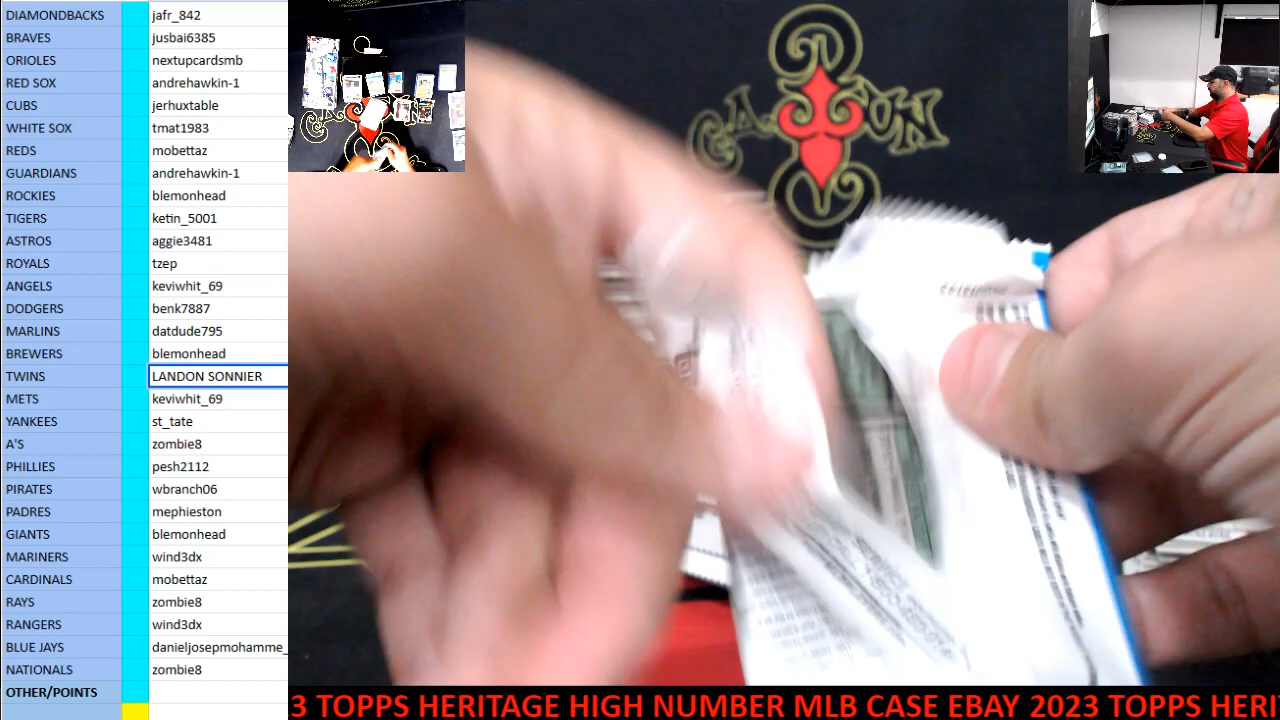 DIAMONDBACKS jafr_842
BRAVES jusbai6385
ORIOLES nextupcardsmb
RED SOX andrehawkin-1
CUBS jerhuxtable
WHITE SOX tmat1983
REDS mobettaz
GUARDIANS andrehawkin-1
ROCKIES blemonhead
TIGERS ketin_5001
ASTROS aggie3481
ROYALS tzep
ANGELS keviwhit_69
DODGERS benk7887
MARLINS datdude795
BREWERS blemonhead
TWINS LANDON SONNIER
METS keviwhit_69
YANKEES st_tate
A'S zombie8
PHILLIES pesh2112
PIRATES wbranch06
PADRES mephieston
GIANTS blemonhead
MARINERS wind3dx
CARDINALS mobettaz
RAYS zombie8
RANGERS wind3dx
BLUE JAYS danieljosepmohamme_
NATIONALS zombie8
OTHER/POINTS
3 TOPPS HERITAGE HIGH NUMBER MLB CASE EBAY 2023 TOPPS HERI